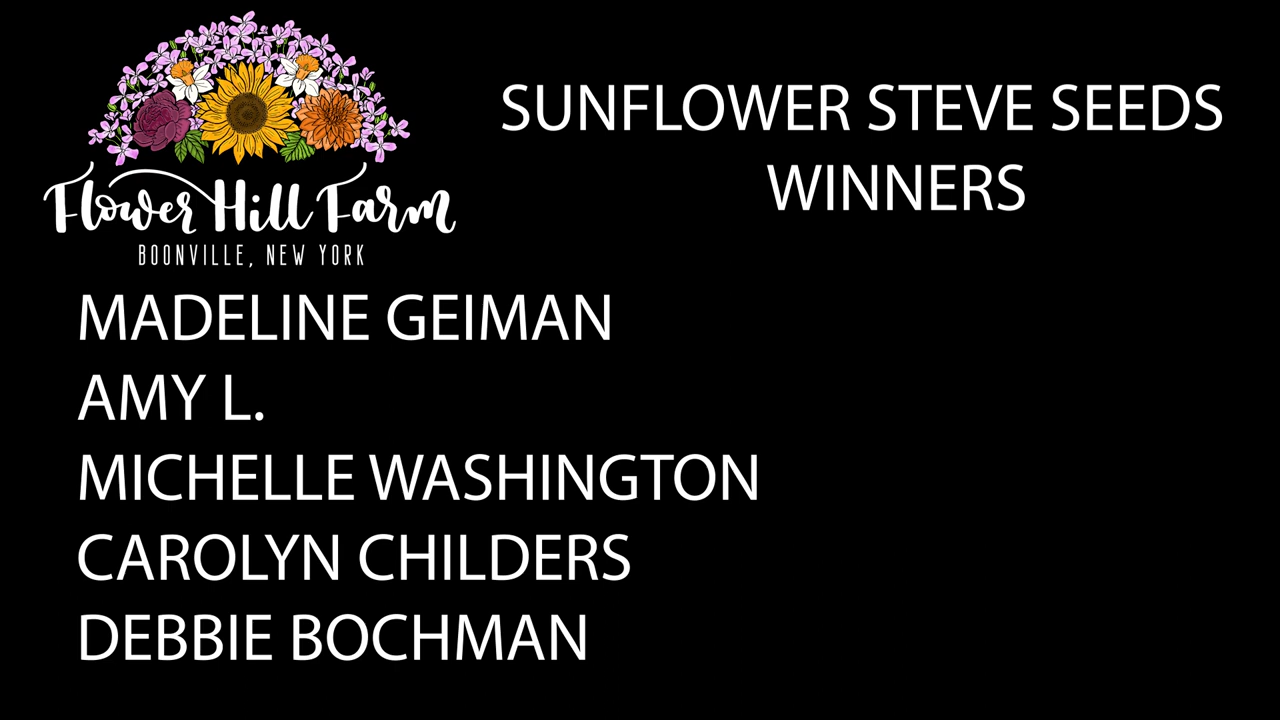 Flower Hill Farm
BOONVILLE, NEW YORK
SUNFLOWER STEVE SEEDS
WINNERS
MADELINE GEIMAN
AMY L.
MICHELLE WASHINGTON
CAROLYN CHILDERS
DEBBIE BOCHMAN